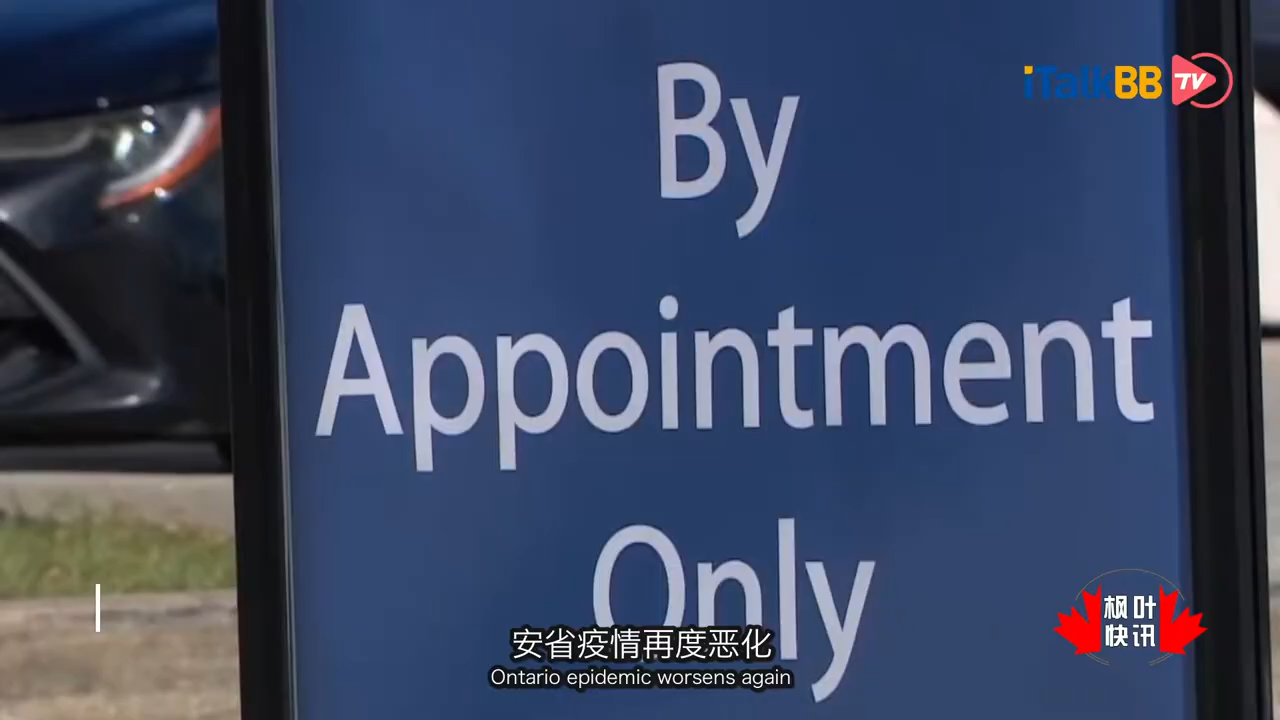 iTalkBB TV
By
Appointment
Only
枫叶
快讯
安省疫情再度恶化
Ontario epidemic worsens again